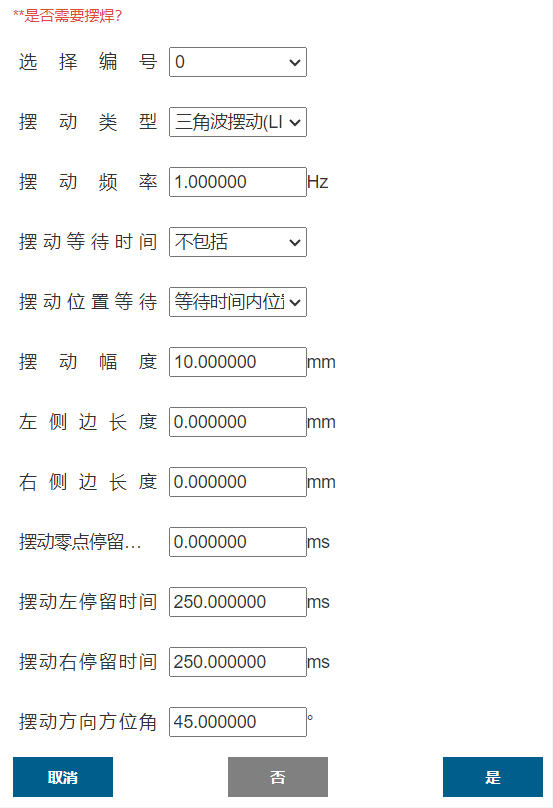 **是否需要摆焊?
选择编号 0
摆动类型 三角波摆动(LI
摆动频率 1.000000 Hz
摆动等待时间 不包括
摆动位置等待 等待时间内位置
摆动幅度 10.000000 mm
左侧边长度 0.000000 mm
右侧边长度 0.000000 mm
摆动零点停留… 0.000000 ms
摆动左停留时间 250.000000 ms
摆动右停留时间 250.000000 ms
摆动方向方位角 45.000000 °
取消 否 是